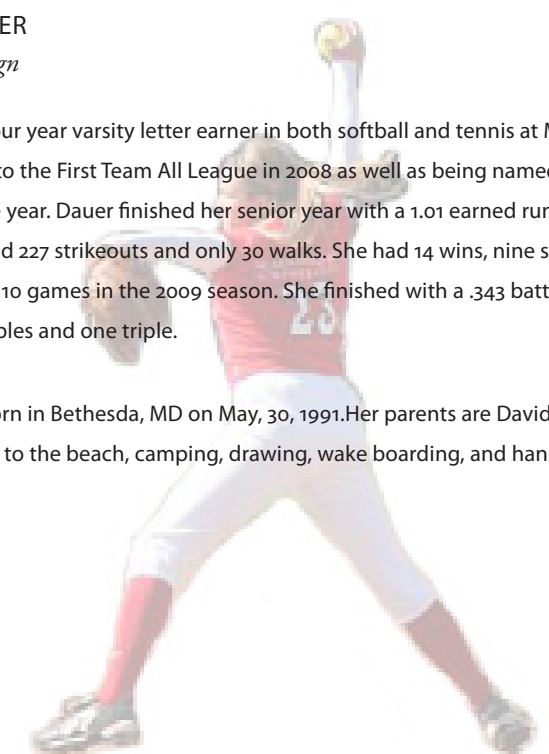 ER
gn
ur year varsity letter earner in both softball and tennis at M
to the First Team All League in 2008 as well as being named
year. Dauer finished her senior year with a 1.01 earned run
d 227 strikeouts and only 30 walks. She had 14 wins, nine s
10 games in the 2009 season. She finished with a .343 batt
ples and one triple.
rn in Bethesda, MD on May, 30, 1991.Her parents are David
to the beach, camping, drawing, wake boarding, and han
23